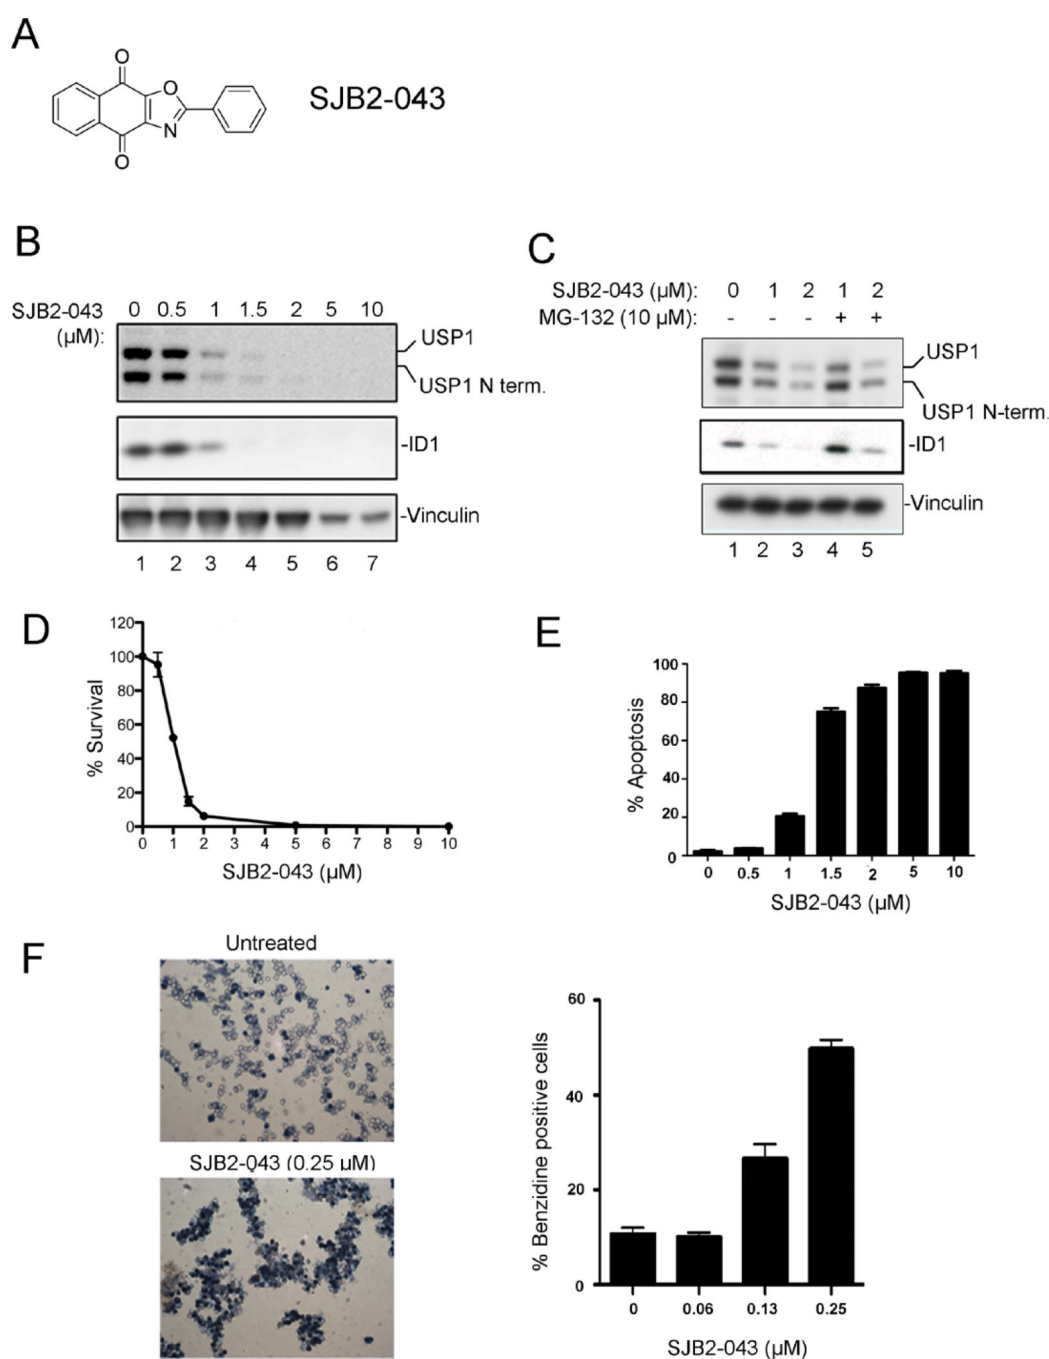 A
O
O
N
O
SJB2-043
B
SJB2-043 (µM): 0 0.5 1 1.5 2 5 10
USP1
USP1 N term.
-ID1
-Vinculin
1 2 3 4 5 6 7
C
SJB2-043 (µM): 0 1 2 1 2
MG-132 (10 µM): - - - + +
USP1
USP1 N-term.
-ID1
-Vinculin
1 2 3 4 5
D
% Survival
120
100
80
60
40
20
0
0 1 2 3 4 5 6 7 8 9 10
SJB2-043 (µM)
E
% Apoptosis
100
80
60
40
20
0
0 0.5 1 1.5 2 5 10
SJB2-043 (µM)
F
Untreated
SJB2-043 (0.25 µM)
% Benzidine positive cells
60
40
20
0
0 0.06 0.13 0.25
SJB2-043 (µM)